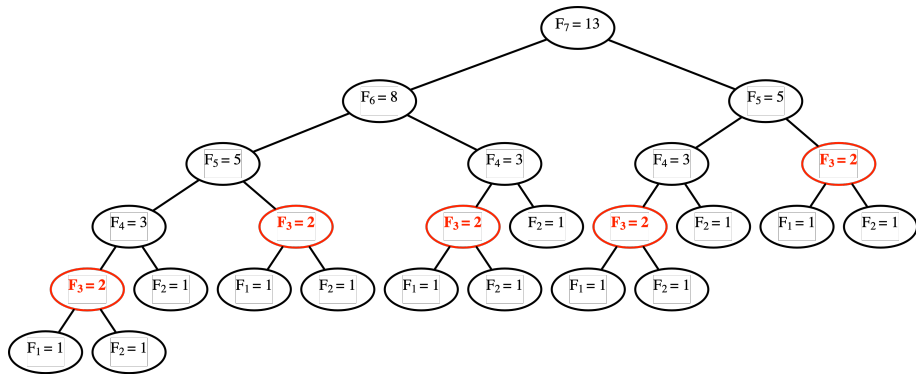 F₇ = 13
F₆ = 8
F₅ = 5
F₅ = 5
F₄ = 3
F₄ = 3
F₃ = 2
F₄ = 3
F₃ = 2
F₃ = 2
F₂ = 1
F₃ = 2
F₂ = 1
F₁ = 1
F₂ = 1
F₃ = 2
F₂ = 1
F₁ = 1
F₂ = 1
F₁ = 1
F₂ = 1
F₁ = 1
F₂ = 1
F₁ = 1
F₂ = 1